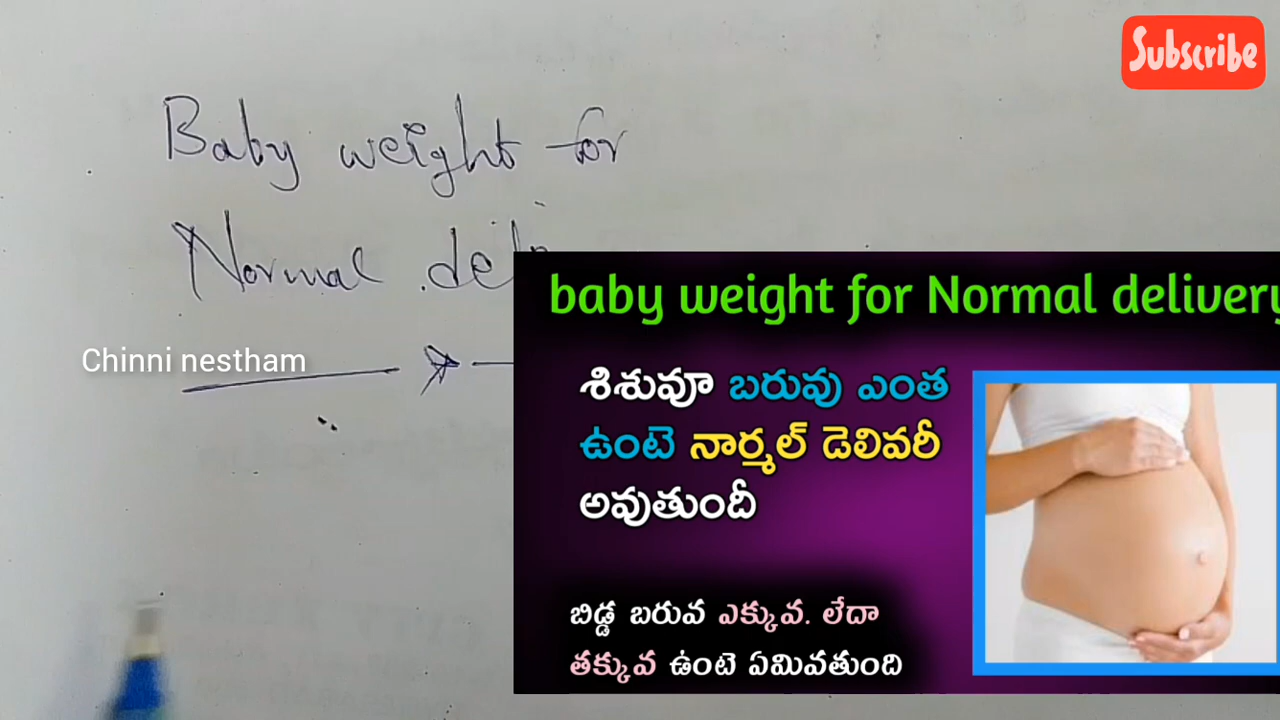 Subscribe
Baby weight for
Normal
Chinni nestham
baby weight for Normal delivery
శిశువూ బరువు ఎంత
ఉంటె నార్మల్ డెలివరీ
అవుతుందీ
బిడ్డ బరువ ఎక్కువ. లేదా
తక్కువ ఉంటె ఏమివతుంది